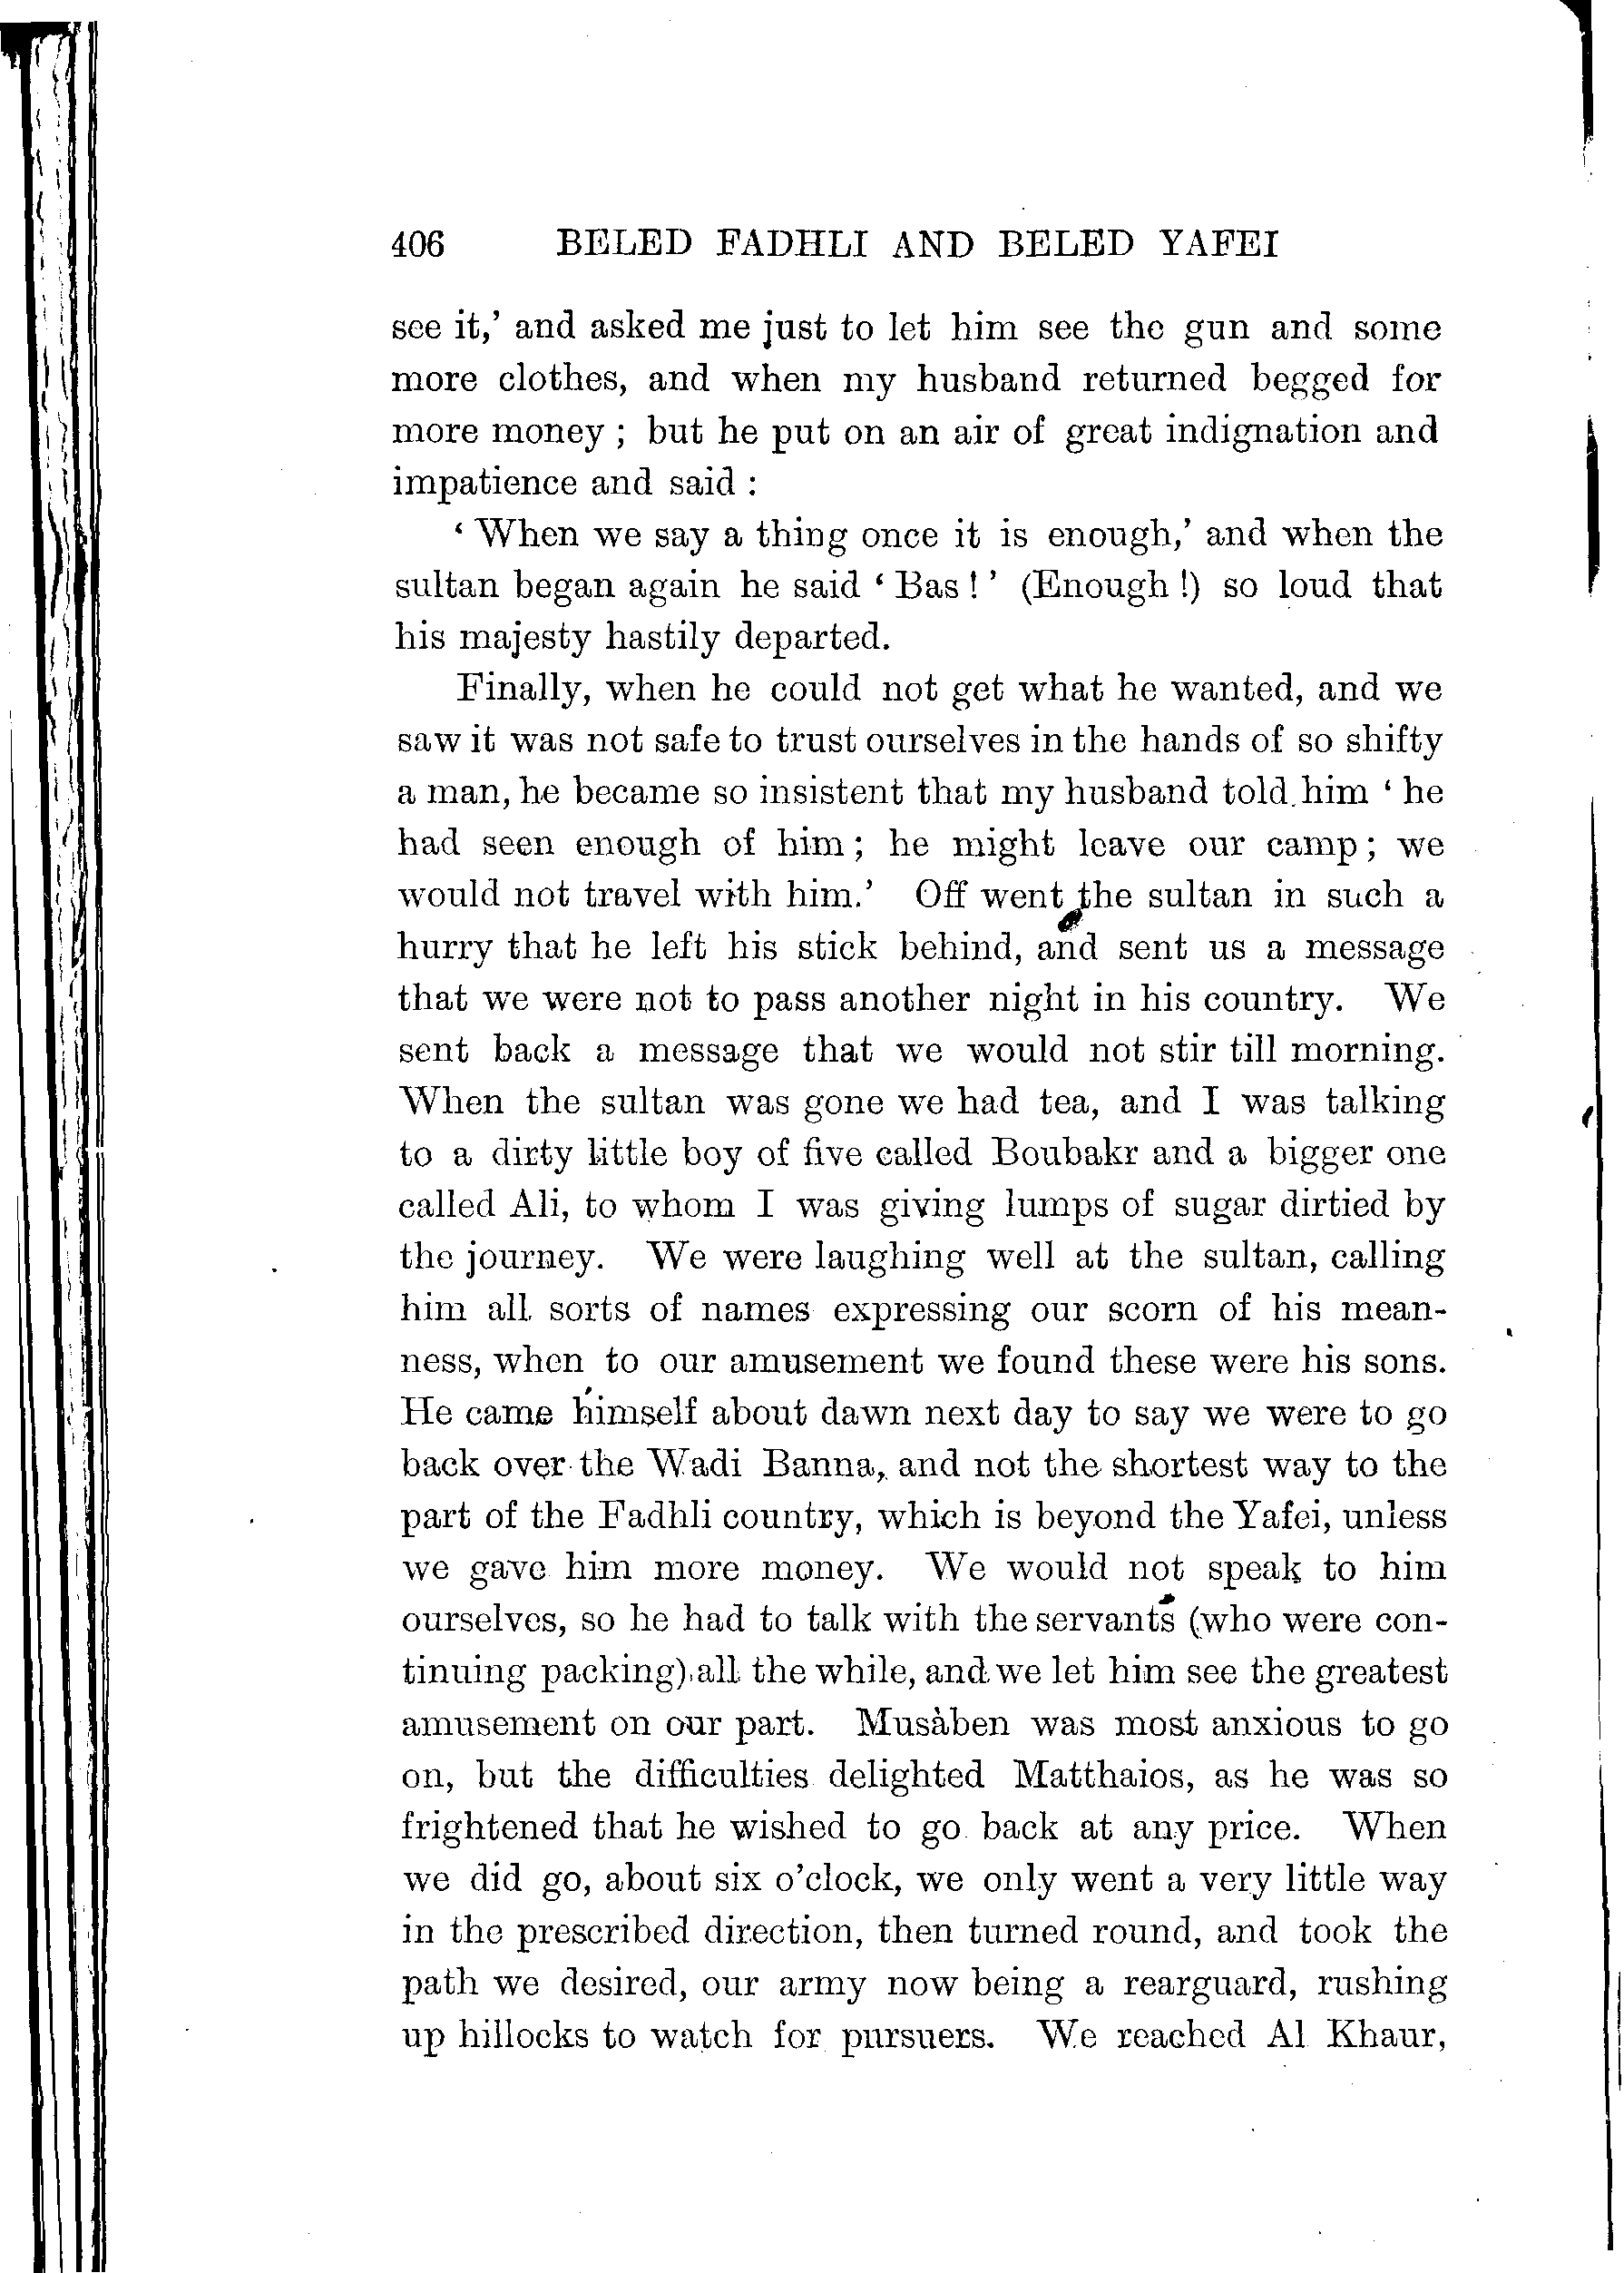 406 BELED FADHLI AND BELED YAFEI
see it,’ and asked me just to let him see the gun and some
more clothes, and when my husband returned begged for
more money ; but he put on an air of great indignation and
impatience and said :
‘ When we say a thing once it is enough,’ and when the
sultan began again he said ‘ Bas ! ’ (Enough !) so loud that
his majesty hastily departed.
Finally, when he could not get what he wanted, and we
saw it was not safe to trust ourselves in the hands of so shifty
a man, he became so insistent that my husband told him ‘ he
had seen enough of him ; he might leave our camp ; we
would not travel with him.’ Off went the sultan in such a
hurry that he left his stick behind, and sent us a message
that we were not to pass another night in his country. We
sent back a message that we would not stir till morning.
When the sultan was gone we had tea, and I was talking
to a dirty little boy of five called Boubakr and a bigger one
called Ali, to whom I was giving lumps of sugar dirtied by
the journey. We were laughing well at the sultan, calling
him all sorts of names expressing our scorn of his mean-
ness, when to our amusement we found these were his sons.
He came himself about dawn next day to say we were to go
back over the Wadi Banna, and not the shortest way to the
part of the Fadhli country, which is beyond the Yafei, unless
we gave him more money. We would not speak to him
ourselves, so he had to talk with the servants (who were con-
tinuing packing) all the while, and we let him see the greatest
amusement on our part. Musàben was most anxious to go
on, but the difficulties delighted Matthaios, as he was so
frightened that he wished to go back at any price. When
we did go, about six o’clock, we only went a very little way
in the prescribed direction, then turned round, and took the
path we desired, our army now being a rearguard, rushing
up hillocks to watch for pursuers. We reached Al Khaur,